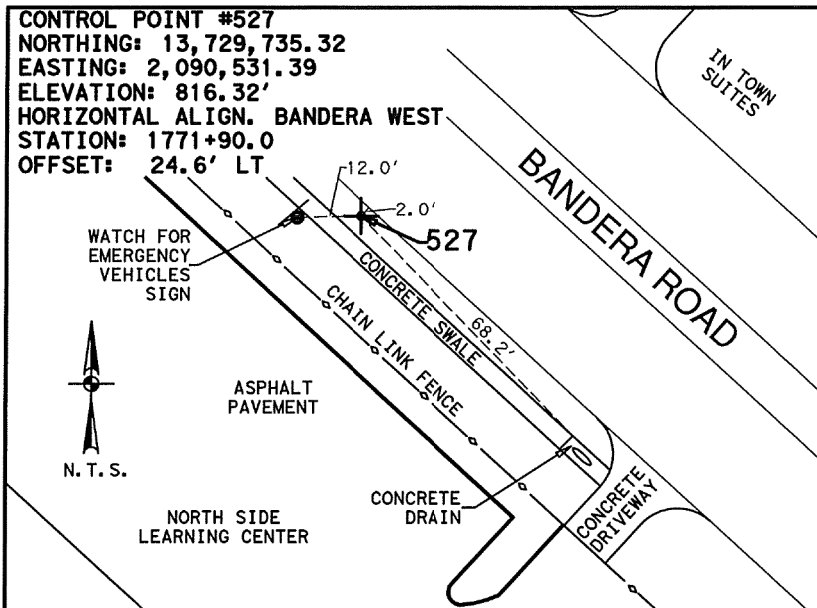 CONTROL POINT #527
NORTHING: 13,729,735.32
EASTING: 2,090,531.39
ELEVATION: 816.32'
HORIZONTAL ALIGN. BANDERA WEST
STATION: 1771+90.0
OFFSET: 24.6' LT
IN TOWN
SUITES
BANDERA ROAD
12.0'
2.0'
527
WATCH FOR
EMERGENCY
VEHICLES
SIGN
CONCRETE SWALE
68.2'
CHAIN LINK FENCE
ASPHALT
PAVEMENT
N.T.S.
CONCRETE
DRAIN
CONCRETE
DRIVEWAY
NORTH SIDE
LEARNING CENTER